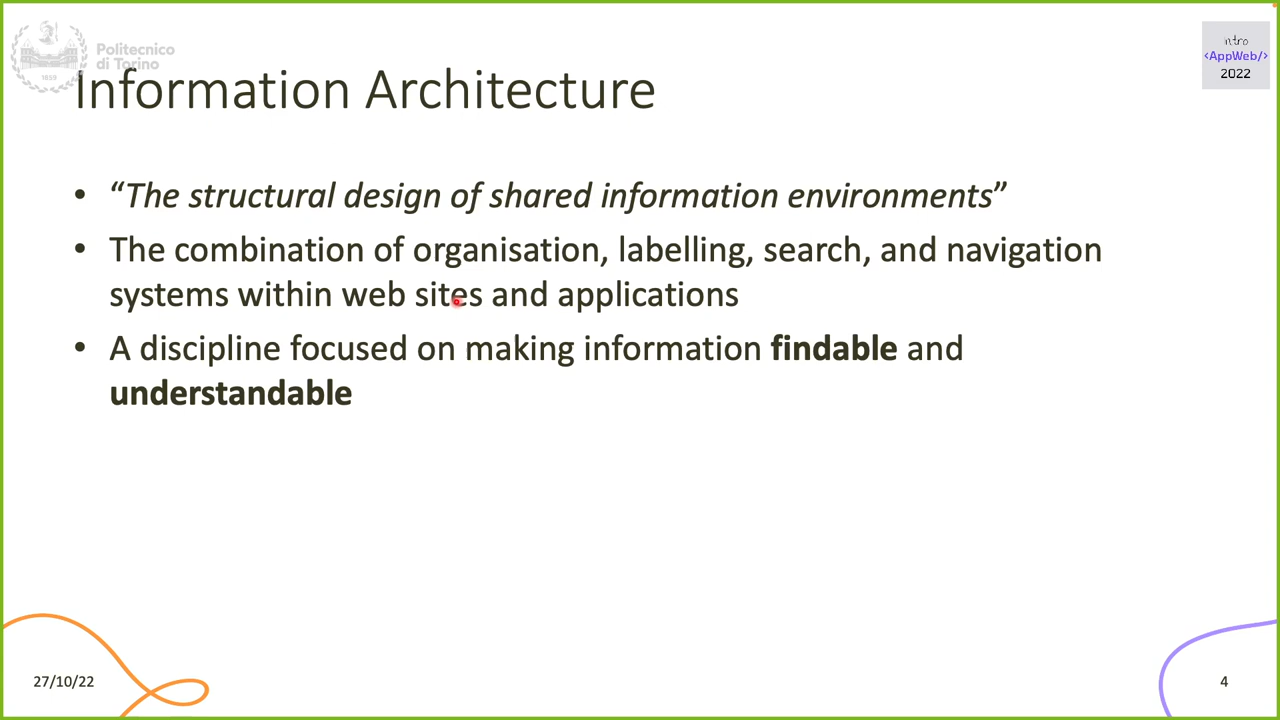 Politecnico
di Torino
1859
intro
<AppWeb/>
2022
Information Architecture
• “The structural design of shared information environments”
• The combination of organisation, labelling, search, and navigation
systems within web sites and applications
• A discipline focused on making information findable and
understandable
27/10/22
4